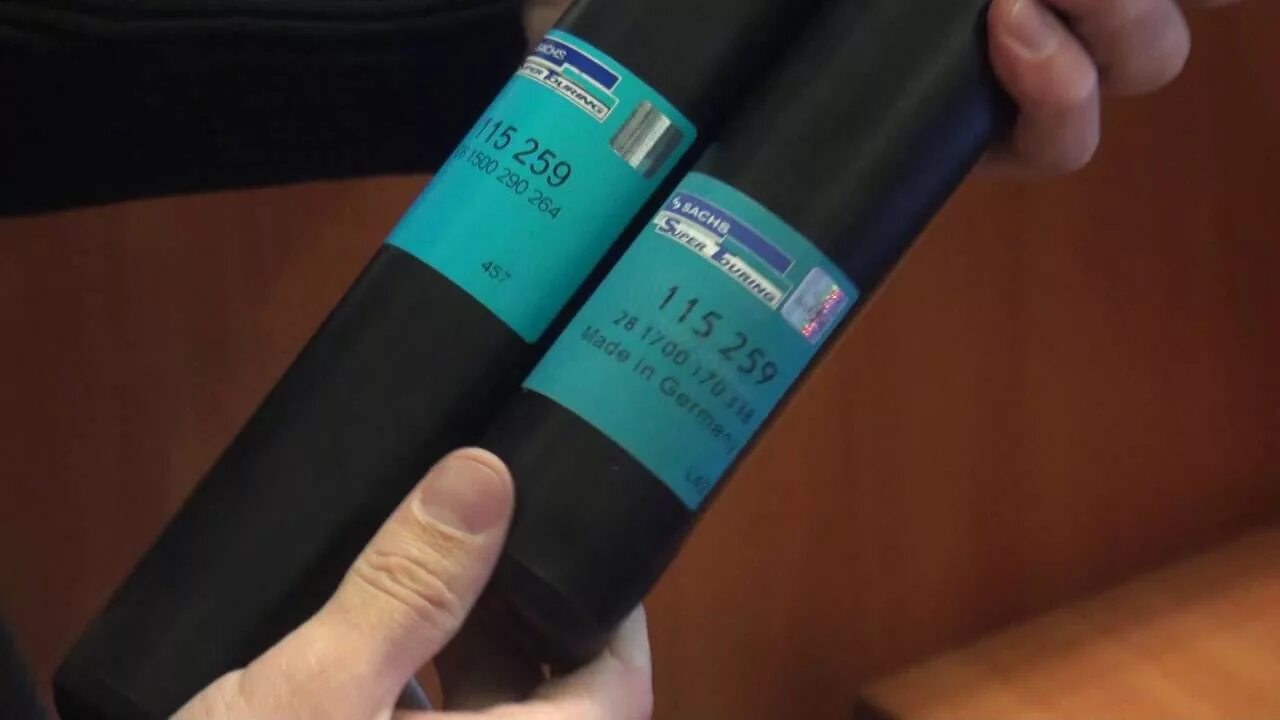 SACHS
SUPER TOURING
115 259
1500 290 264
457
SACHS
SUPER TOURING
115 259
28 1700 170 338
Made in Germany